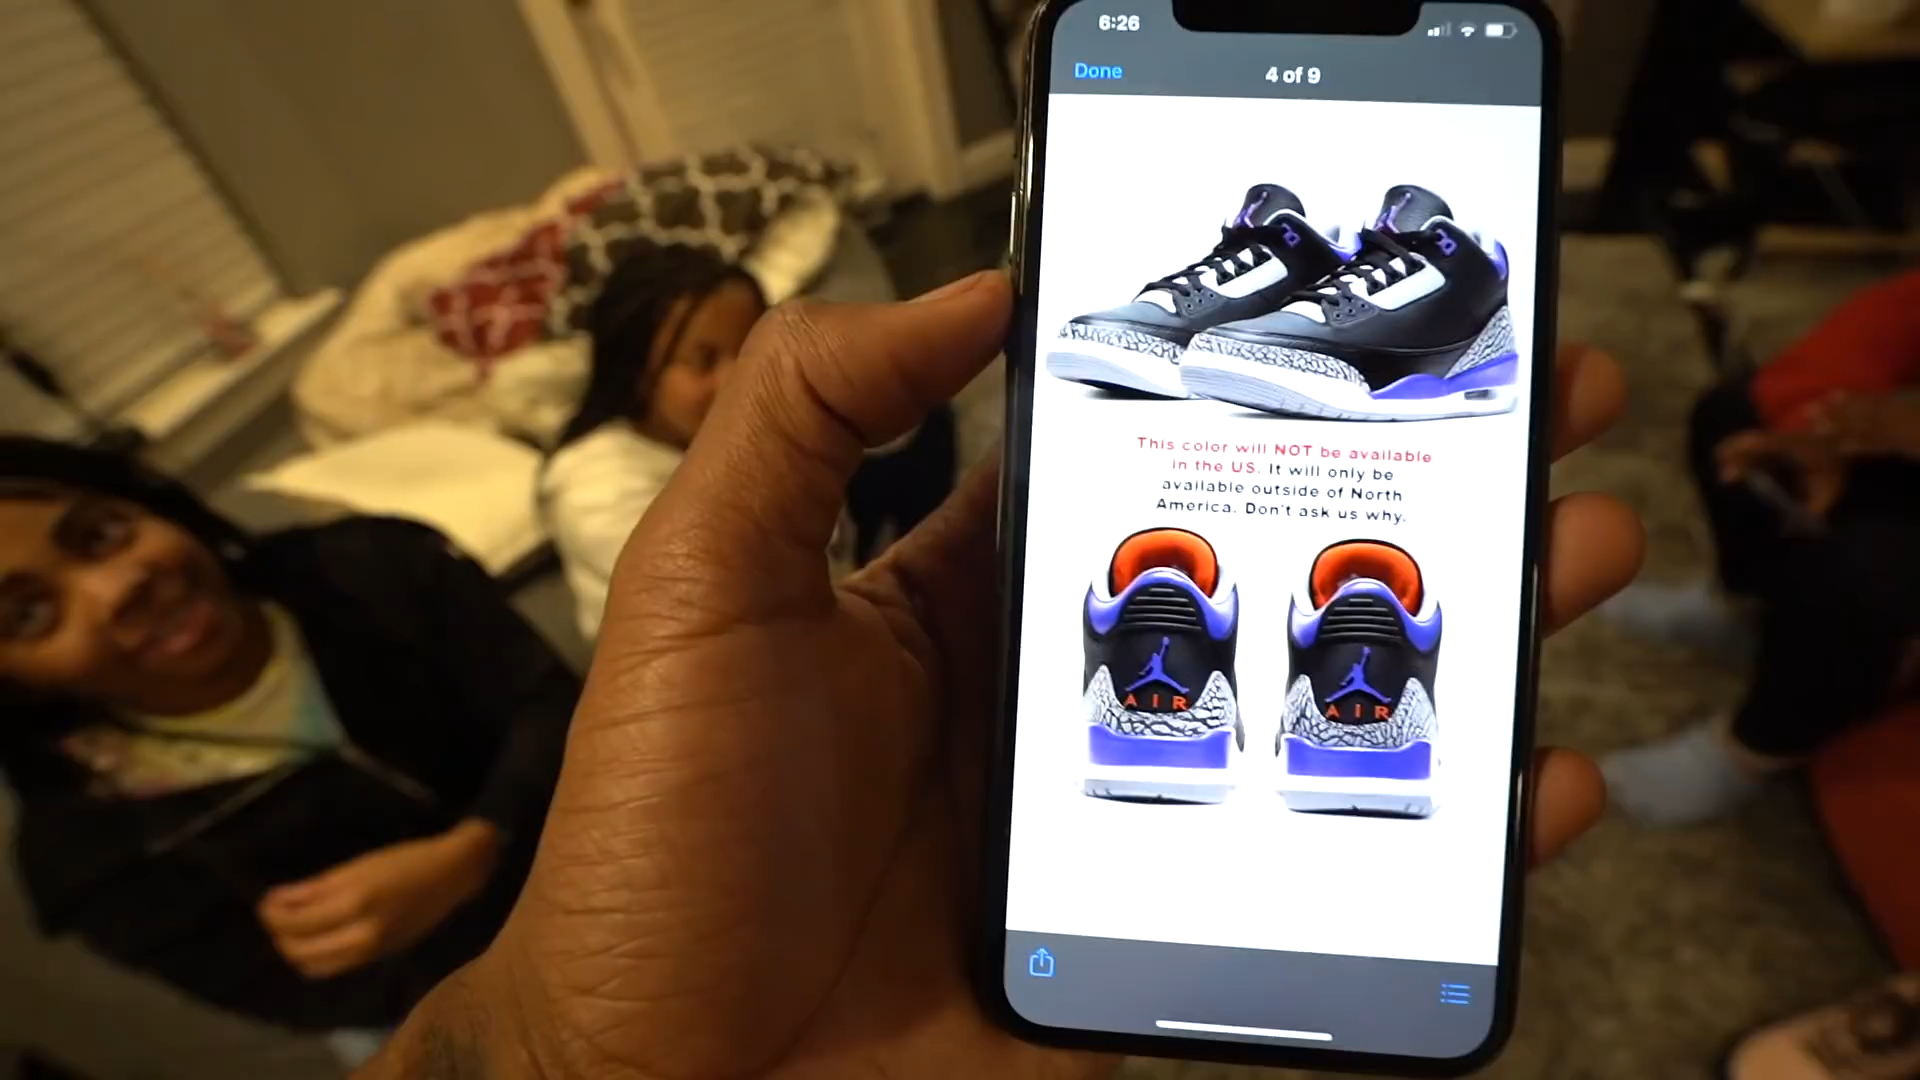 6:26
Done
4 of 9
This color will NOT be available
in the US. It will only be
available outside of North
America. Don't ask us why.
AIR
AIR